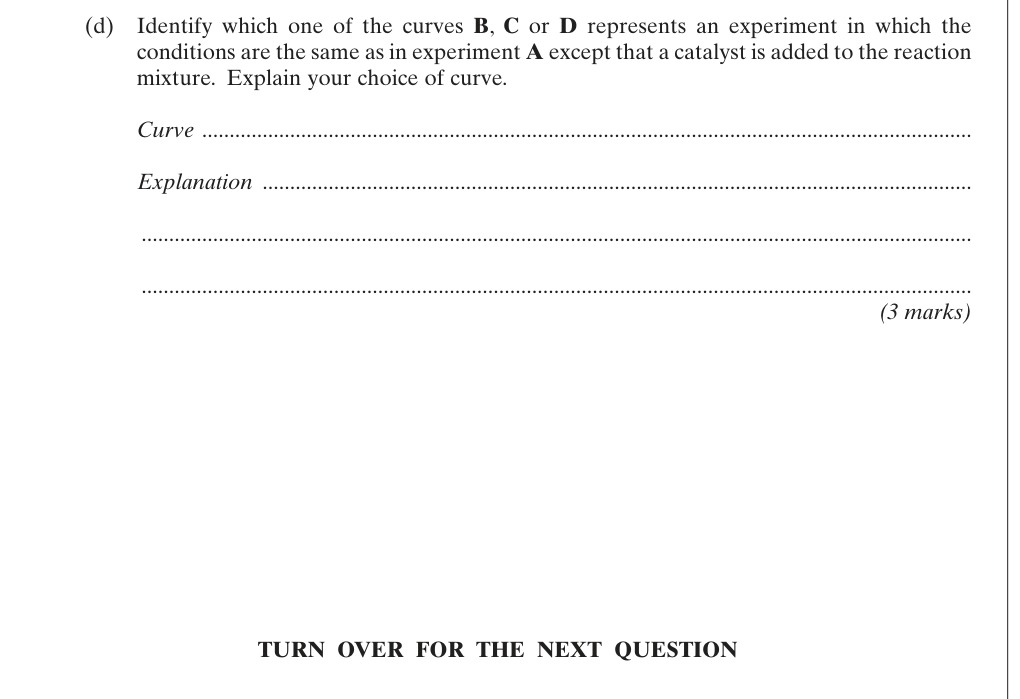 (d) Identify which one of the curves B, C or D represents an experiment in which the
conditions are the same as in experiment A except that a catalyst is added to the reaction
mixture. Explain your choice of curve.
Curve ................................................................................
Explanation ................................................................................
................................................................................
................................................................................
(3 marks)
TURN OVER FOR THE NEXT QUESTION